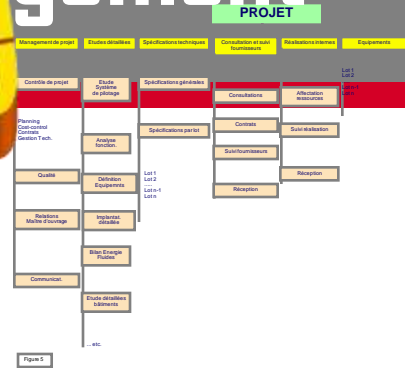 PROJET
Management de projet
Etudes détaillées
Spécifications techniques
Consultation et suivi
fournisseurs
Réalisations internes
Equipements
Contrôle de projet
Planning
Cost-control
Contrats
Gestion Tech.
Qualité
Relations
Maître d'ouvrage
Communicat.
Etude
Système
de pilotage
Analyse
fonction.
Définition
Equipemnts
Implantat.
détaillée
Bilan Energie
Fluides
Etude détaillées
bâtiments
... etc.
Spécifications générales
Spécifications par lot
Lot 1
Lot 2
.....
Lot n-1
Lot n
Consultations
Contrats
Suivi fournisseurs
Réception
Affectation
ressources
Suivi réalisation
Réception
Lot 1
Lot 2
Figure 5